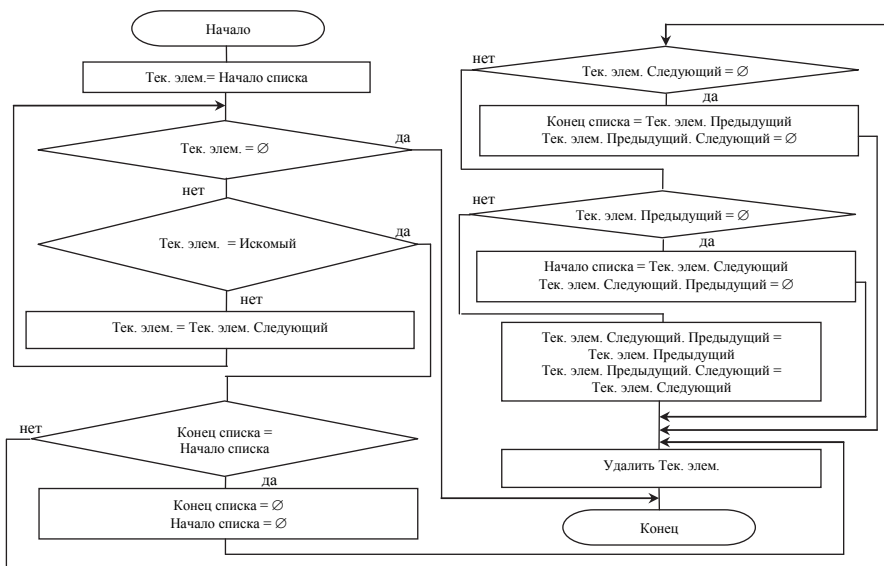 Начало
Тек. элем.= Начало списка
Тек. элем. = ∅
да
нет
Тек. элем. = Искомый
да
нет
Тек. элем. = Тек. элем. Следующий
нет
Конец списка =
Начало списка
да
Конец списка = ∅
Начало списка = ∅
нет
Тек. элем. Следующий = ∅
да
Конец списка = Тек. элем. Предыдущий
Тек. элем. Предыдущий. Следующий = ∅
нет
Тек. элем. Предыдущий = ∅
да
Начало списка = Тек. элем. Следующий
Тек. элем. Следующий. Предыдущий = ∅
Тек. элем. Следующий. Предыдущий =
Тек. элем. Предыдущий
Тек. элем. Предыдущий. Следующий =
Тек. элем. Следующий
Удалить Тек. элем.
Конец